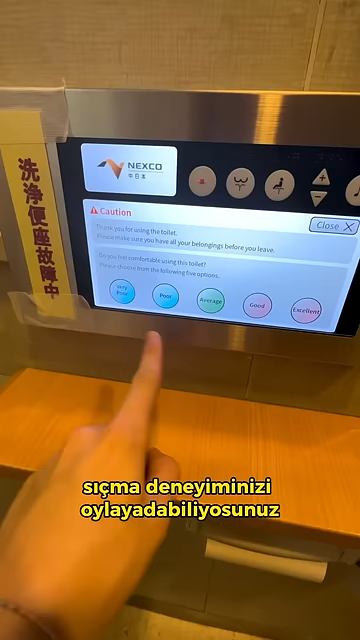 洗浄便座故障中
NEXCO
中日本
Caution
Close X
Thank you for using the toilet.
Please make sure you have all your belongings before you leave.
Do you feel comfortable using this toilet?
Please choose from the following five options.
Very Poor
Poor
Average
Good
Excellent
sıçma deneyiminizi
oylayadabiliyosunuz